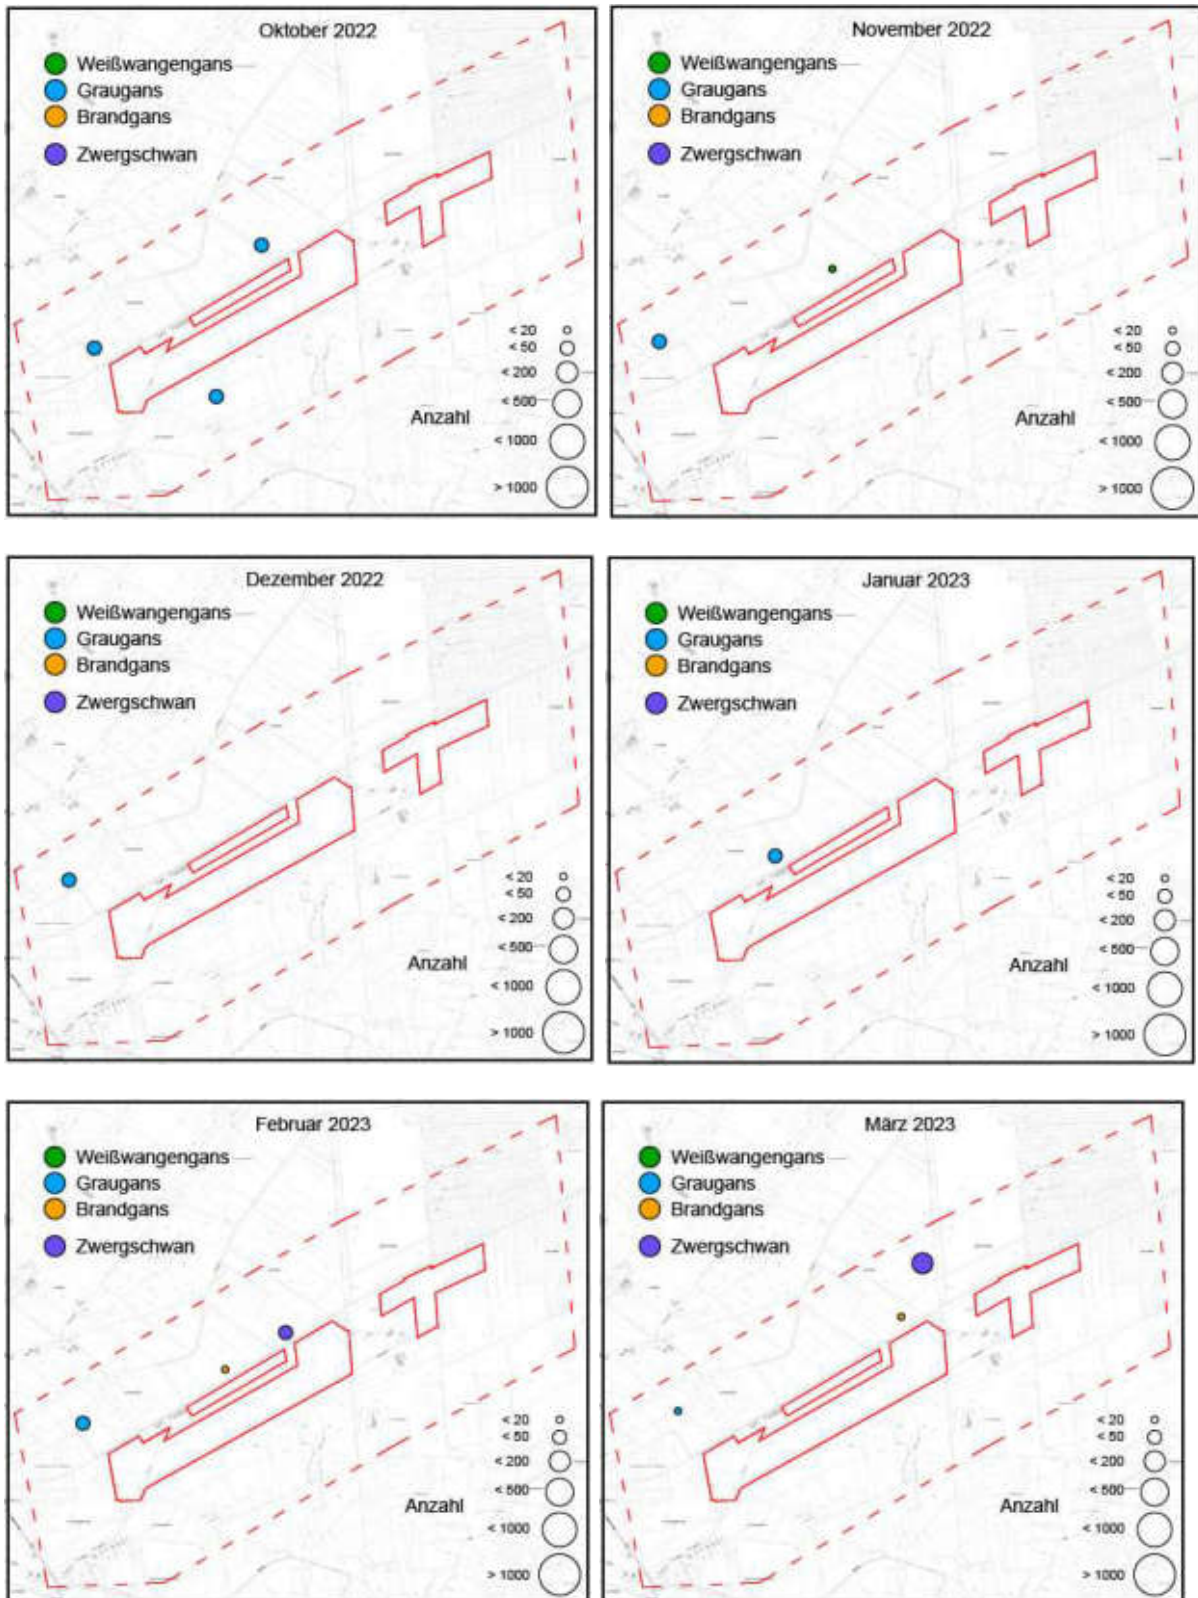 Oktober 2022
Weißwangengans
Graugans
Brandgans
Zwergschwan
< 20
< 50
< 200
< 500
Anzahl
< 1000
> 1000
November 2022
Weißwangengans
Graugans
Brandgans
Zwergschwan
< 20
< 50
< 200
< 500
Anzahl
< 1000
> 1000
Dezember 2022
Weißwangengans
Graugans
Brandgans
Zwergschwan
< 20
< 50
< 200
< 500
Anzahl
< 1000
> 1000
Januar 2023
Weißwangengans
Graugans
Brandgans
Zwergschwan
< 20
< 50
< 200
< 500
Anzahl
< 1000
> 1000
Februar 2023
Weißwangengans
Graugans
Brandgans
Zwergschwan
< 20
< 50
< 200
< 500
Anzahl
< 1000
> 1000
März 2023
Weißwangengans
Graugans
Brandgans
Zwergschwan
< 20
< 50
< 200
< 500
Anzahl
< 1000
> 1000